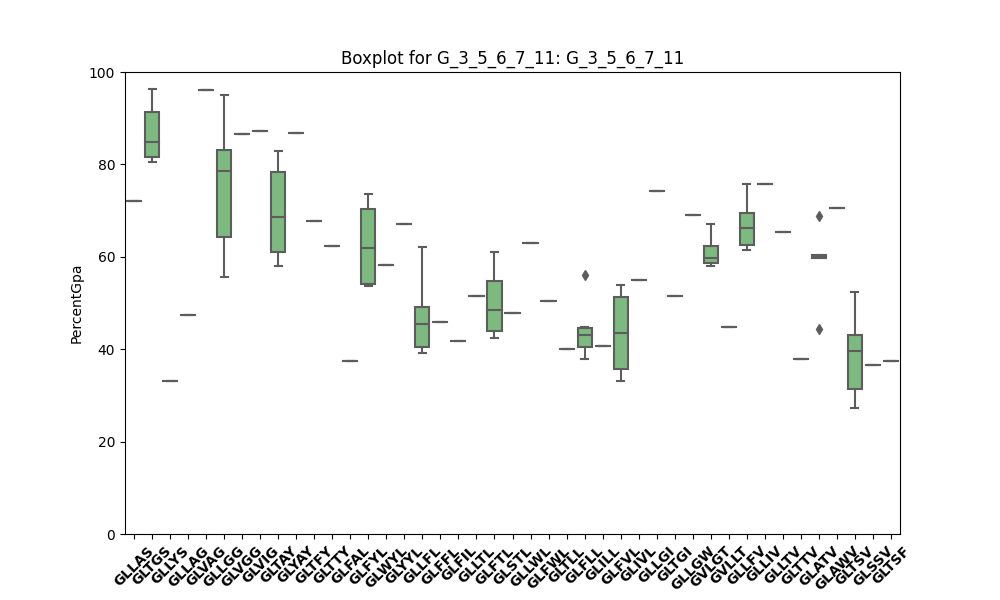 Boxplot for G_3_5_6_7_11: G_3_5_6_7_11
PercentGpa
100
80
60
40
20
0
GLLAS
GLTGS
GLLYS
GLLAG
GLVAG
GLLGG
GLVGG
GLVIG
GLTAY
GLYAY
GLTFY
GLTTY
GLFAL
GLFYL
GLWYL
GLYYL
GLLFL
GLFFL
GLFIL
GLLTL
GLFTL
GLSTL
GLLWL
GLFWL
GLTLL
GLFLL
GLILL
GLFVL
GLIVL
GLLGI
GLTGI
GLLGW
GVLGT
GVLLT
GLLFV
GLLIV
GLLTV
GLTTV
GLATV
GLAWV
GLTSV
GLSSV
GLTSF